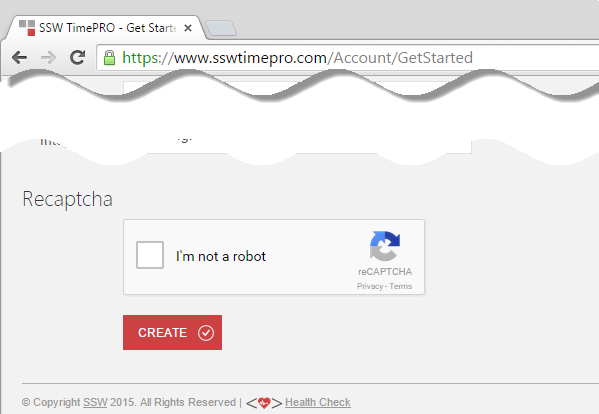 SSW TimePRO - Get Starte
https://www.sswtimepro.com/Account/GetStarted
Recaptcha
I'm not a robot
reCAPTCHA
Privacy - Terms
CREATE
© Copyright SSW 2015. All Rights Reserved | < > Health Check